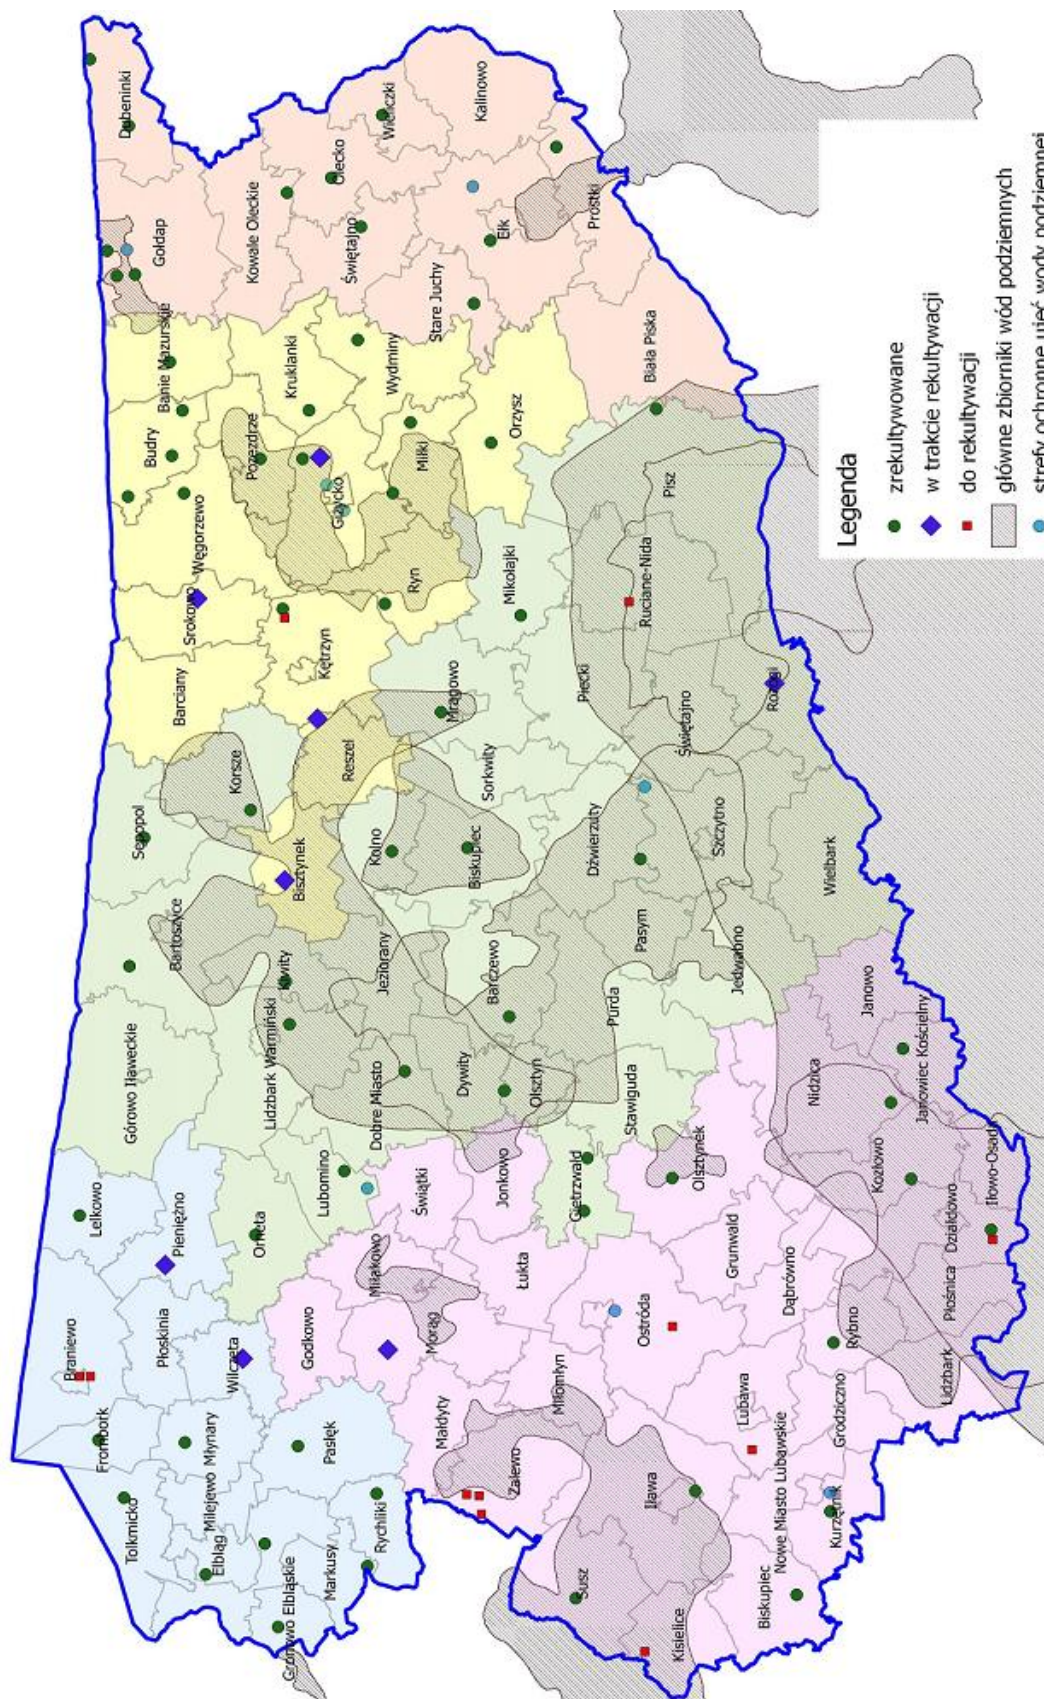 Lelkowo
Braniewo
Frombork
Pieniężno
Płoskinia
Tolkmicko
Młynary
Milejewo
Wilczęta
Elbląg
Pasłęk
Gronowo Elbląskie
Markusy
Rychliki
Godkowo
Górowo Iławeckie
Bartoszyce
Sępopol
Korsze
Barciany
Srokowo
Węgorzewo
Budry
Banie Mazurskie
Gołdap
Dubeninki
Lidzbark Warmiński
Kiwity
Bisztynek
Reszel
Kętrzyn
Pozezdrze
Kruklanki
Kowale Oleckie
Orneta
Lubomino
Dobre Miasto
Jeziorany
Kolno
Mrągowo
Ryn
Giżycko
Miłki
Wydminy
Świętajno
Olecko
Wieliczki
Miłakowo
Świątki
Morąg
Małdyty
Dywity
Barczewo
Biskupiec
Sorkwity
Mikołajki
Orzysz
Stare Juchy
Ełk
Kalinowo
Zalewo
Miłomłyn
Łukta
Jonkowo
Olsztyn
Gietrzwałd
Stawiguda
Purda
Pasym
Dźwierzuty
Piecki
Ruciane-Nida
Pisz
Biała Piska
Prostki
Susz
Iława
Ostróda
Olsztynek
Jedwabno
Szczytno
Świętajno
Rozogi
Kisielice
Lubawa
Grunwald
Wielbark
Biskupiec
Nowe Miasto Lubawskie
Dąbrówno
Nidzica
Janowo
Kurzętnik
Grodziczno
Rybno
Kozłowo
Janowiec Kościelny
Lidzbark
Płośnica
Działdowo
Iłowo-Osada
Legenda
zrekultywowane
w trakcie rekultywacji
do rekultywacji
główne zbiorniki wód podziemnych
strefy ochronne ujęć wody podziemnej